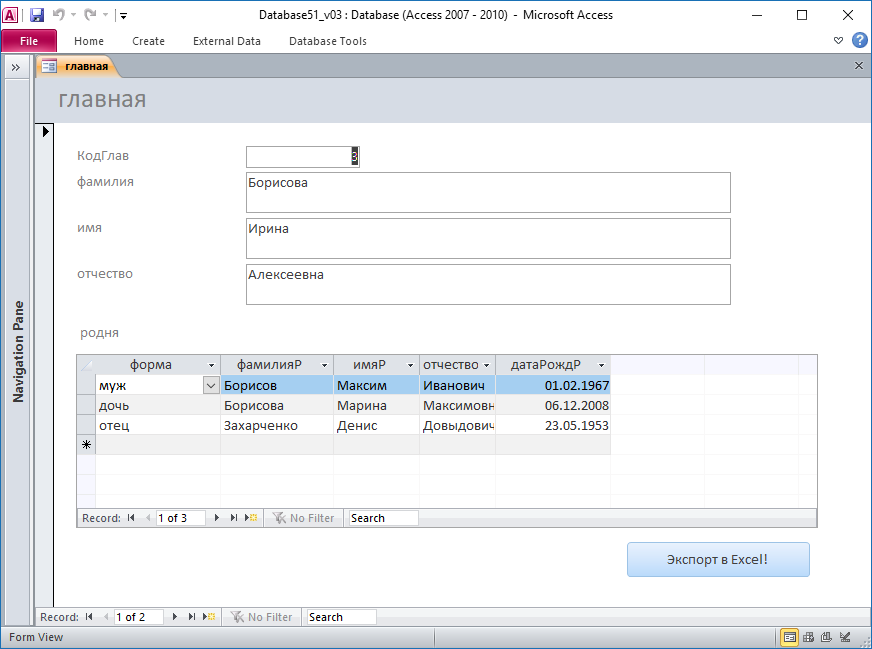 Database51_v03 : Database (Access 2007 - 2010) - Microsoft Access
File Home Create External Data Database Tools
главная
главная
КодГлав 3
фамилия Борисова
имя Ирина
отчество Алексеевна
родня
форма фамилияР имяР отчество датаРождР
муж Борисов Максим Иванович 01.02.1967
дочь Борисова Марина Максимовн 06.12.2008
отец Захарченко Денис Довыдович 23.05.1953
Record: 1 of 3 No Filter Search
Экспорт в Excel!
Navigation Pane
Record: 1 of 2 No Filter Search
Form View